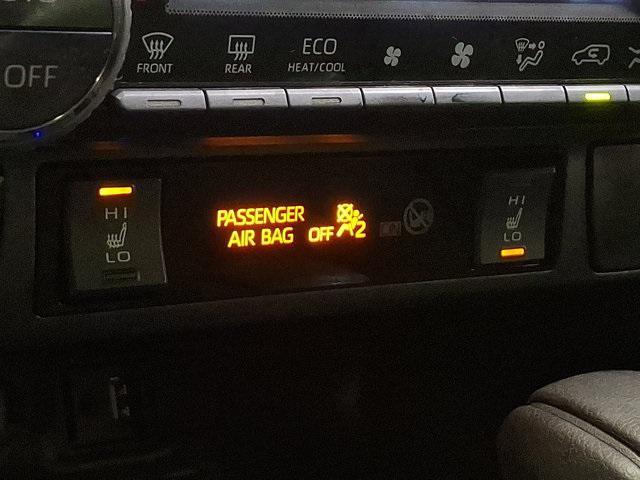 OFF
FRONT
REAR
ECO
HEAT/COOL
HI
LO
PASSENGER
AIR BAG OFF 2
HI
LO